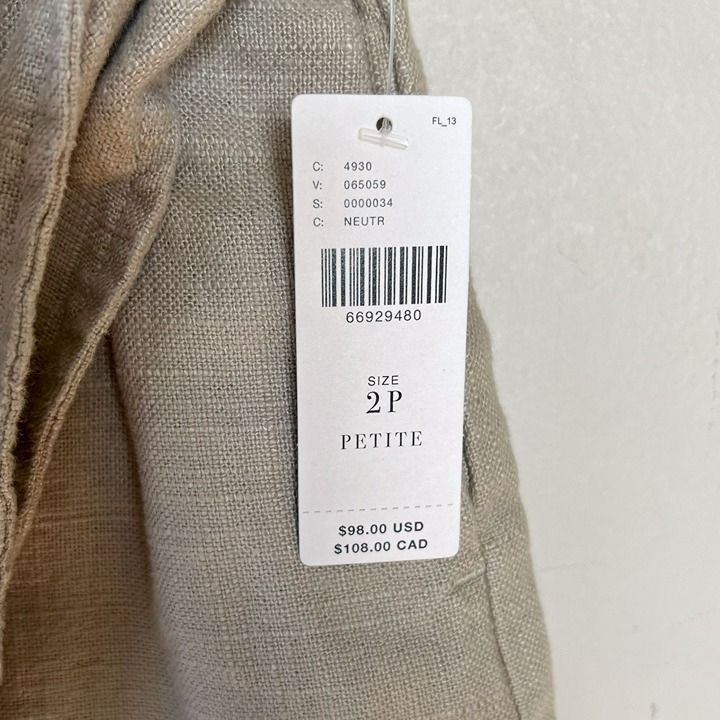 FL_13
C: 4930
V: 065059
S: 0000034
C: NEUTR
66929480
SIZE
2P
PETITE
$98.00 USD
$108.00 CAD